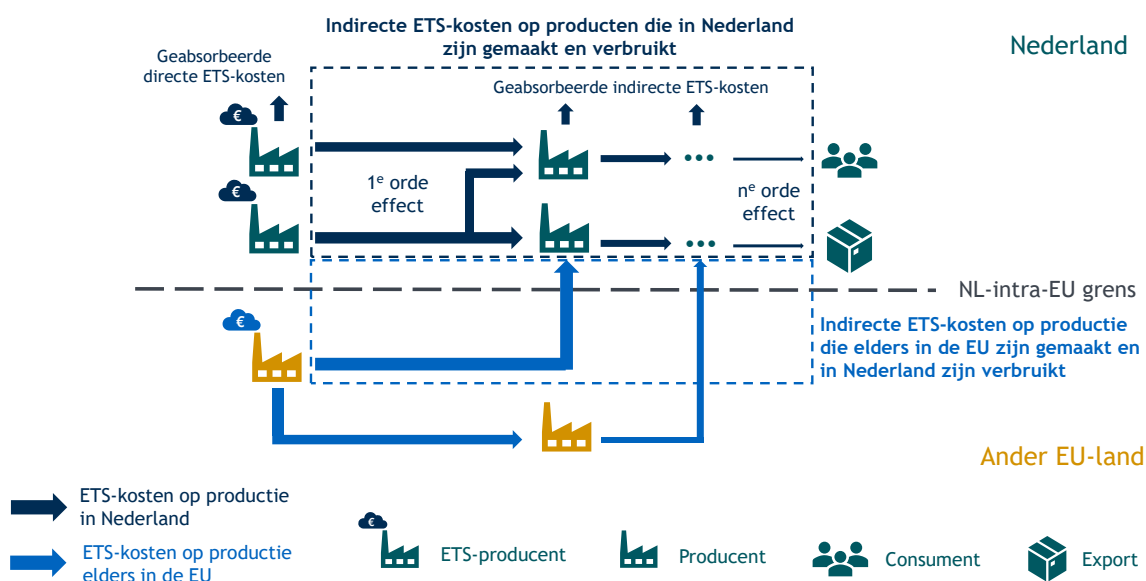 Indirecte ETS-kosten op producten die in Nederland
zijn gemaakt en verbruikt
Nederland
Geabsorbeerde
directe ETS-kosten
Geabsorbeerde indirecte ETS-kosten
€
1e orde
effect
ne orde
effect
€
NL-intra-EU grens
€
Indirecte ETS-kosten op productie
die elders in de EU zijn gemaakt en
in Nederland zijn verbruikt
Ander EU-land
ETS-kosten op productie
in Nederland
ETS-kosten op productie
elders in de EU
€
ETS-producent
Producent
Consument
Export